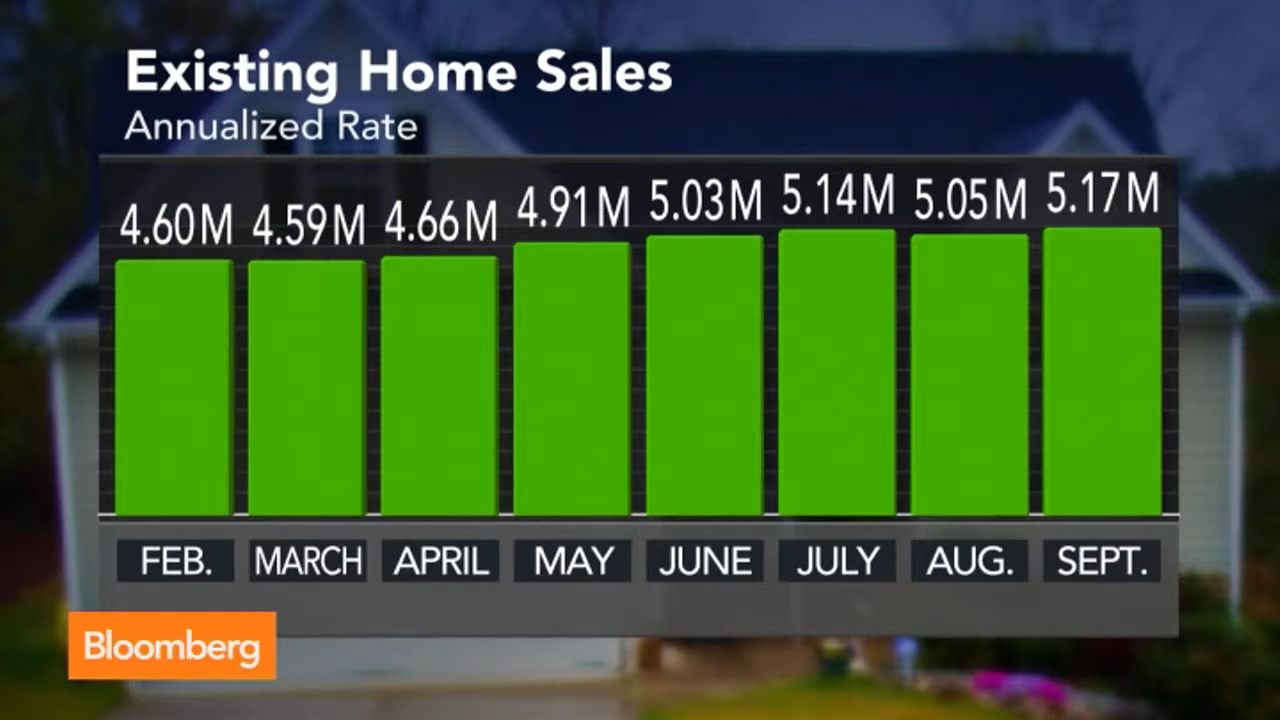 Existing Home Sales
Annualized Rate
4.60M 4.59M 4.66M 4.91M 5.03M 5.14M 5.05M 5.17M
FEB. MARCH APRIL MAY JUNE JULY AUG. SEPT.
Bloomberg